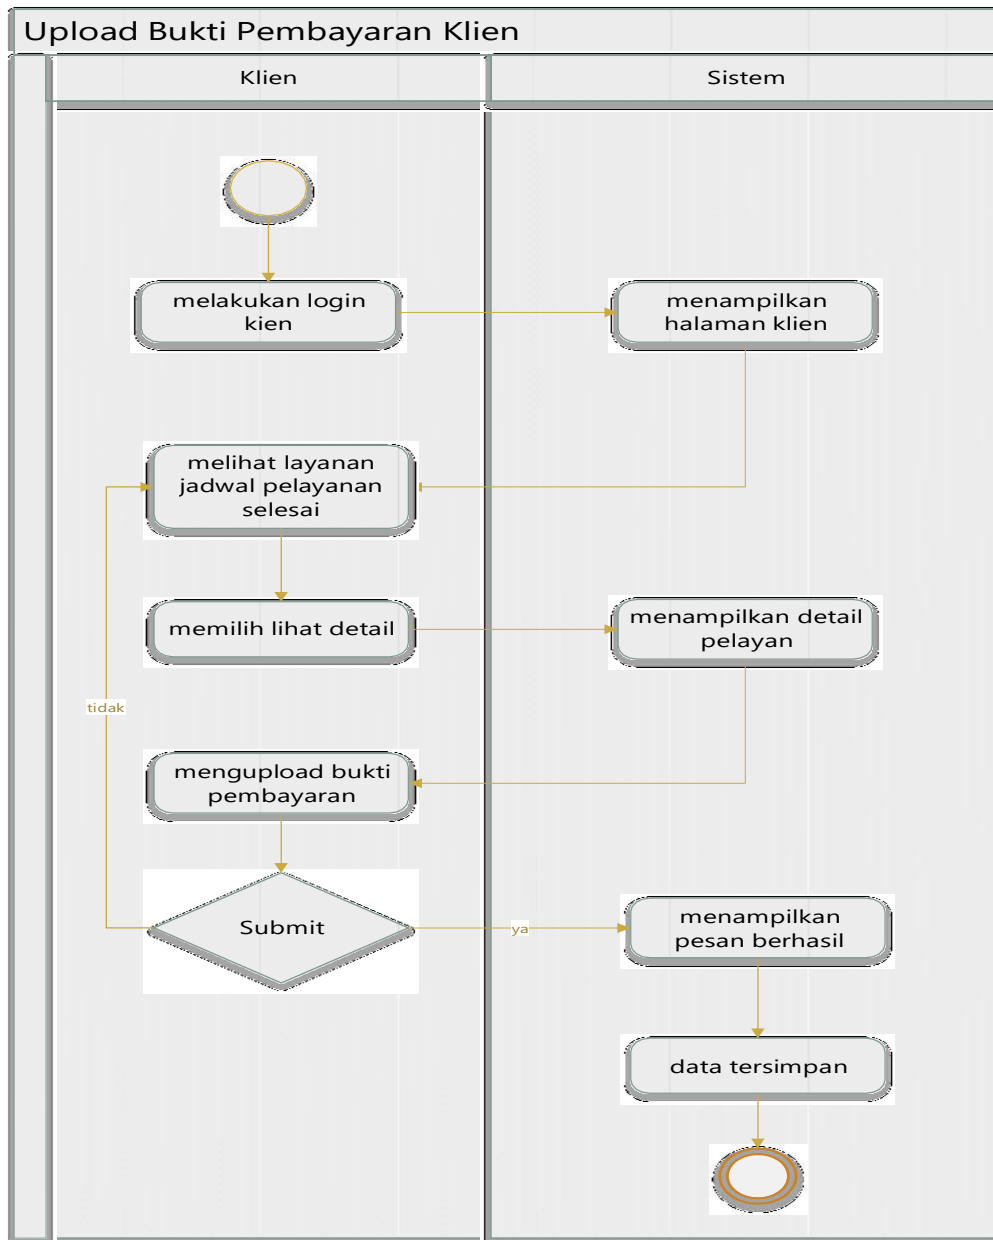 Upload Bukti Pembayaran Klien
Klien
Sistem
melakukan login
kien
menampilkan
halaman klien
melihat layanan
jadwal pelayanan
selesai
memilih lihat detail
menampilkan detail
pelayan
tidak
mengupload bukti
pembayaran
Submit
ya
menampilkan
pesan berhasil
data tersimpan